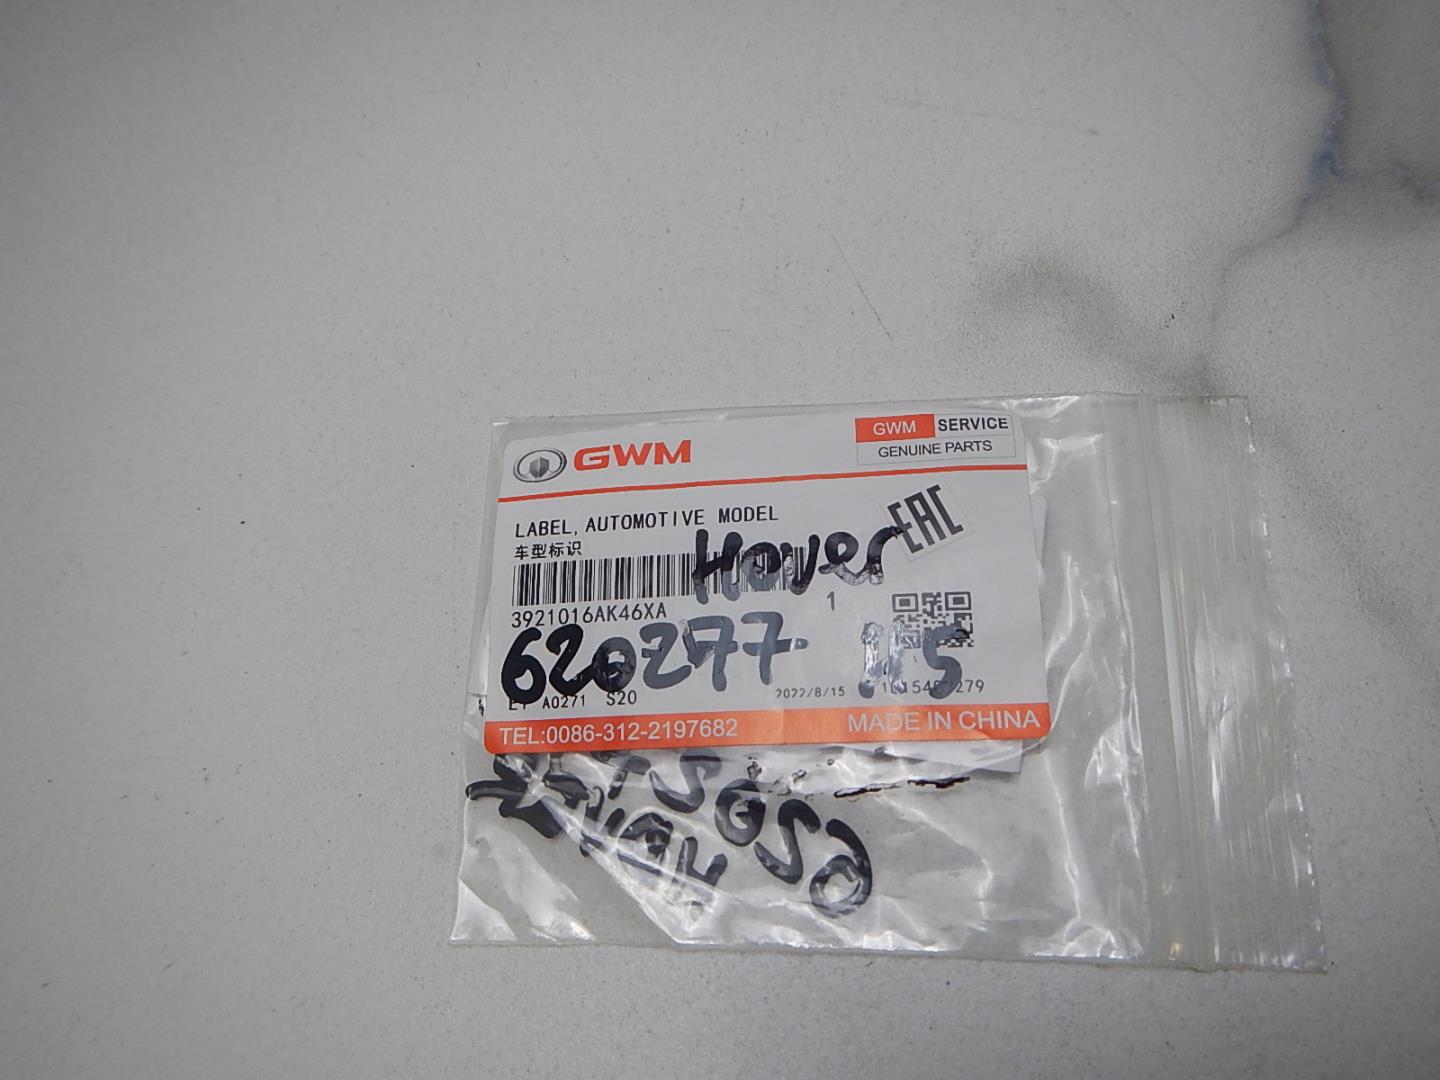 GWM
GWM SERVICE
GENUINE PARTS
LABEL, AUTOMOTIVE MODEL
车型标识
EAC
Hover
3921016AK46XA
1
620277 H5
A0271 S20
2022/8/15
TEL:0086-312-2197682
MADE IN CHINA